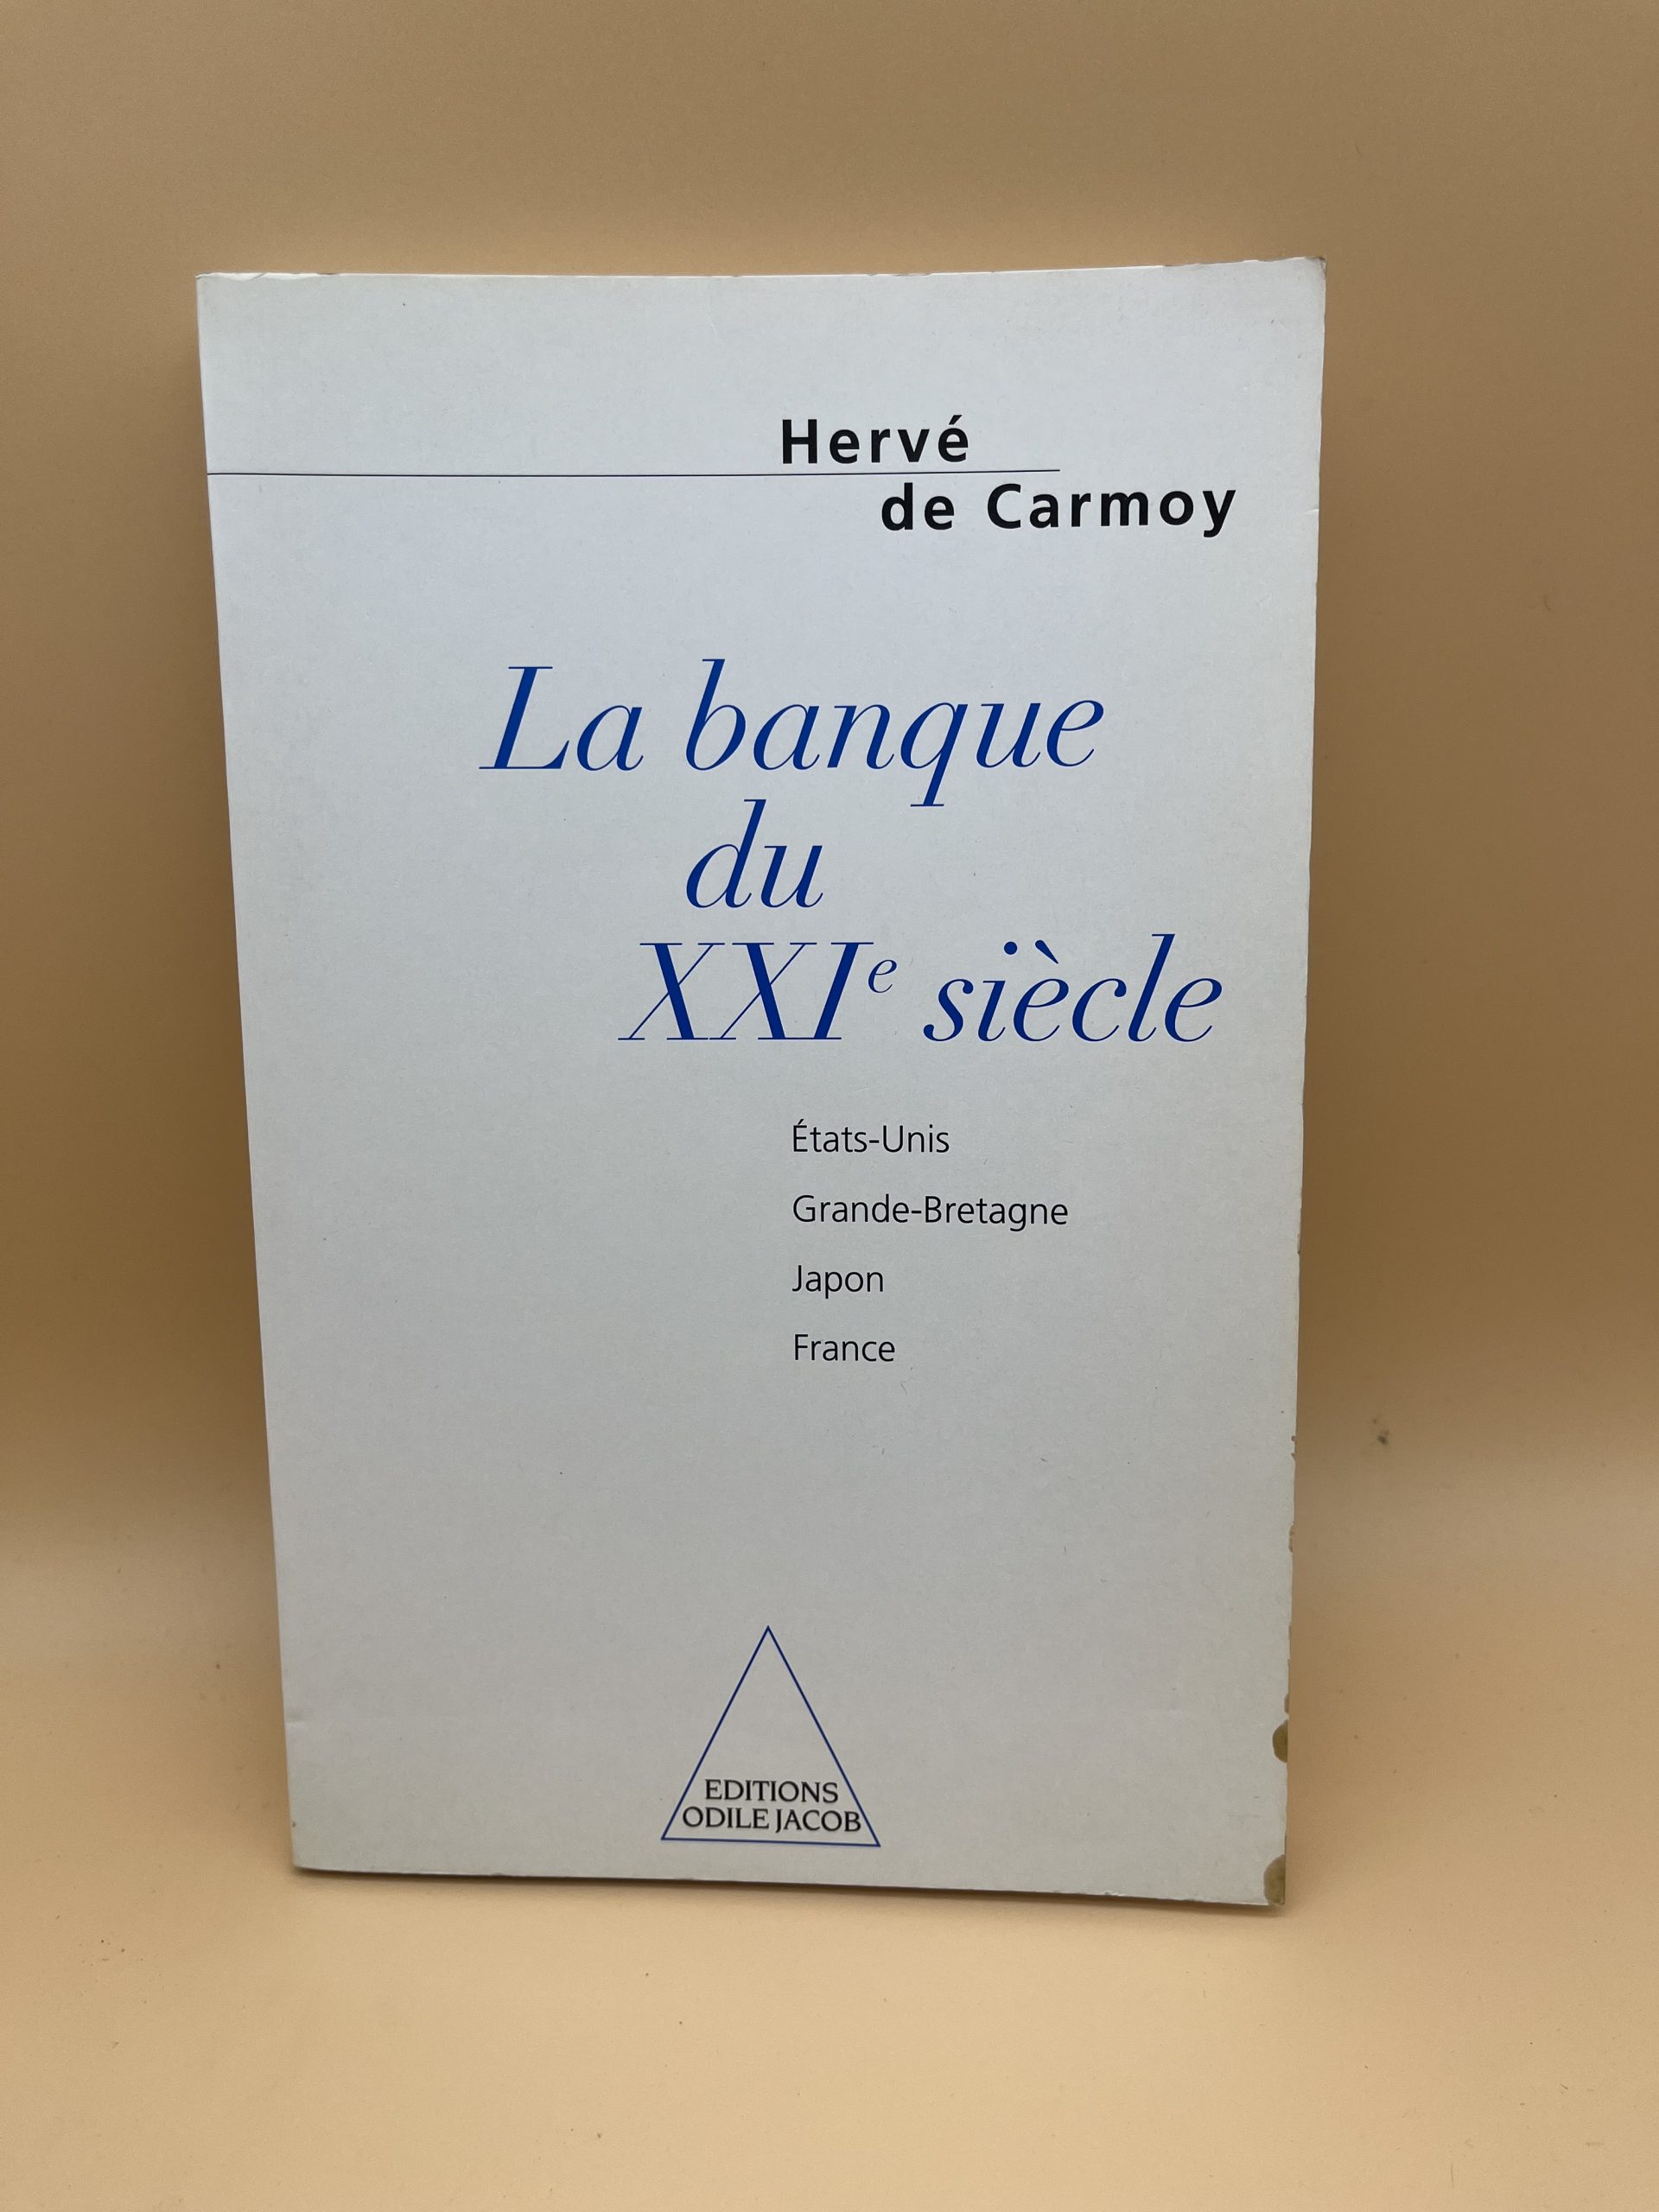 Hervé
de Carmoy
La banque
du
XXIe siècle
États-Unis
Grande-Bretagne
Japon
France
EDITIONS
ODILE JACOB